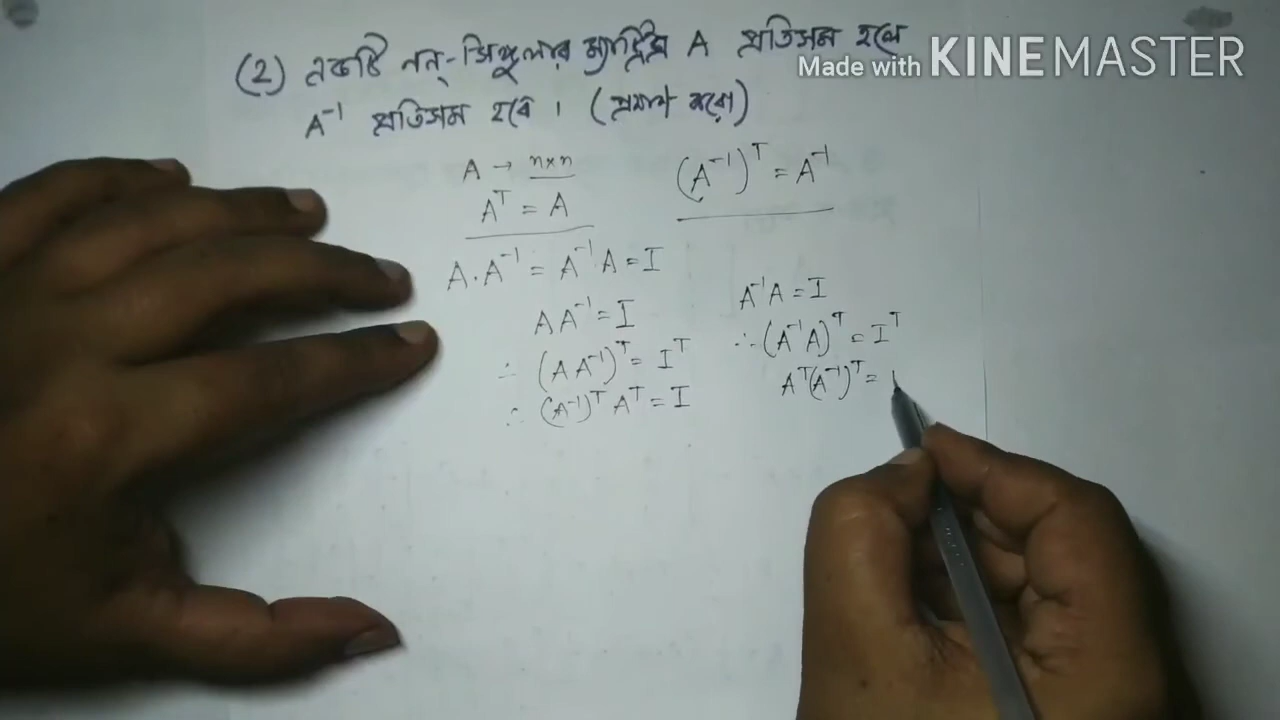 (2) একটি নন্-সিঙ্গুলার ম্যাট্রিক্স A প্রতিসম হলে
A⁻¹ প্রতিসম হবে । (প্রমাণ করো)
Made with KINEMASTER
A → n×n
Aᵀ = A
(A⁻¹)ᵀ = A⁻¹
A.A⁻¹ = A⁻¹A = I
AA⁻¹ = I
∴ (AA⁻¹)ᵀ = Iᵀ
∴ (A⁻¹)ᵀ Aᵀ = I
A⁻¹A = I
∴ (A⁻¹A)ᵀ = Iᵀ
Aᵀ(A⁻¹)ᵀ =